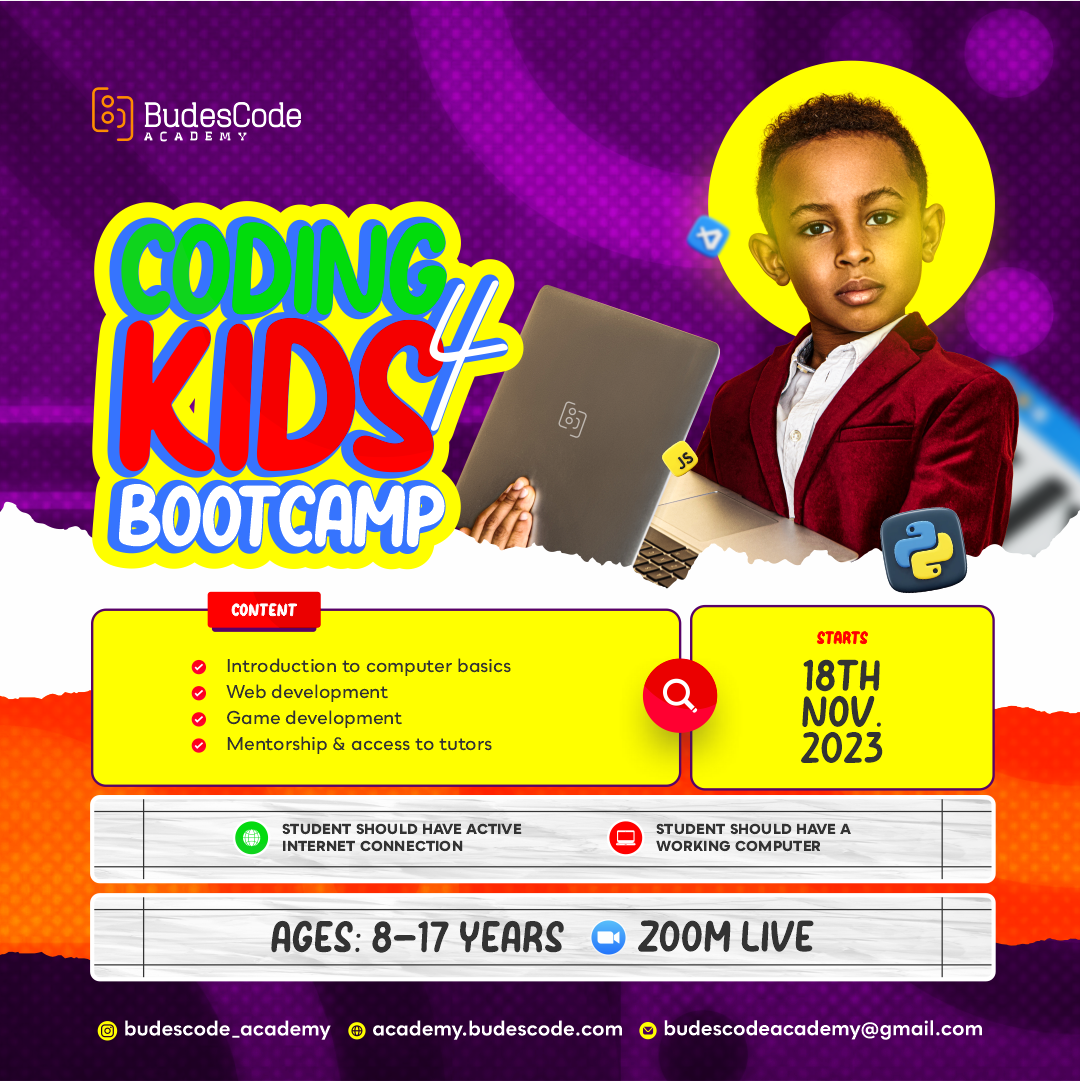 BudesCode
ACADEMY
CODING
4
KIDS
BOOTCAMP
JS
CONTENT
Introduction to computer basics
Web development
Game development
Mentorship & access to tutors
STARTS
18TH
NOV.
2023
STUDENT SHOULD HAVE ACTIVE
INTERNET CONNECTION
STUDENT SHOULD HAVE A
WORKING COMPUTER
AGES: 8–17 YEARS ZOOM LIVE
budescode_academy academy.budescode.com budescodeacademy@gmail.com